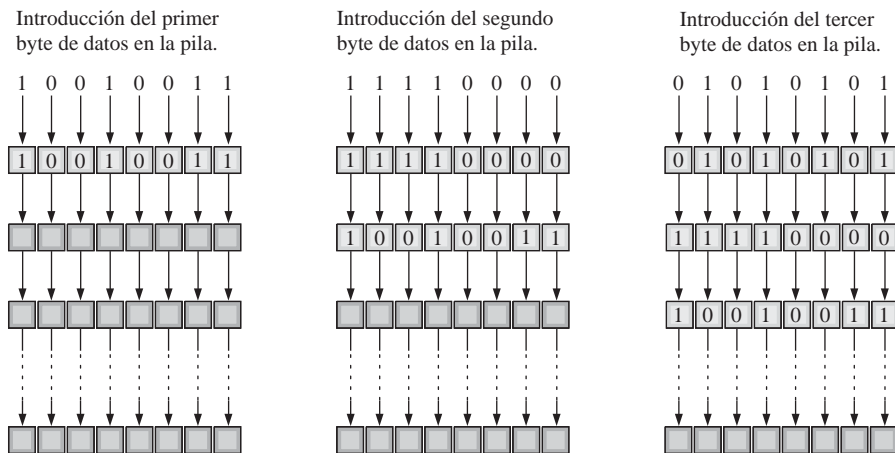 Introducción del primer
byte de datos en la pila.
1 0 0 1 0 0 1 1
1 0 0 1 0 0 1 1
Introducción del segundo
byte de datos en la pila.
1 1 1 1 0 0 0 0
1 1 1 1 0 0 0 0
1 0 0 1 0 0 1 1
Introducción del tercer
byte de datos en la pila.
0 1 0 1 0 1 0 1
0 1 0 1 0 1 0 1
1 1 1 1 0 0 0 0
1 0 0 1 0 0 1 1